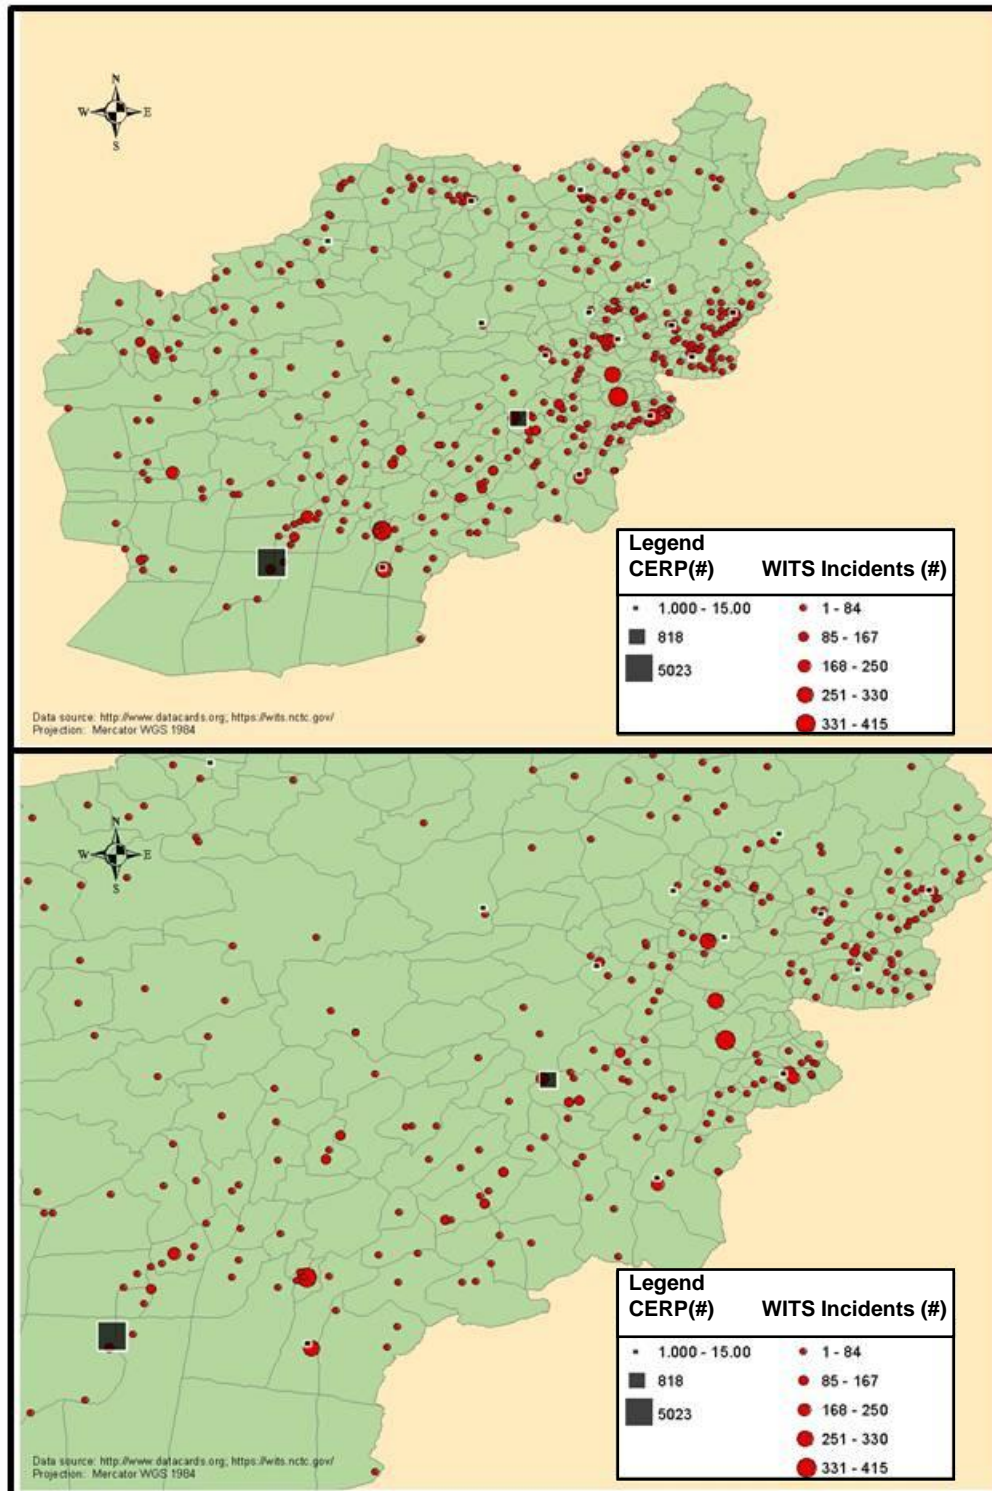 N
W E
S
Legend
CERP(#) WITS Incidents (#)
1.000 - 15.00 1 - 84
818 85 - 167
5023 168 - 250
251 - 330
331 - 415
Data source: http://www.datacards.org; https://wits.nctc.gov/
Projection: Mercator WGS 1984
N
W E
S
Legend
CERP(#) WITS Incidents (#)
1.000 - 15.00 1 - 84
818 85 - 167
5023 168 - 250
251 - 330
331 - 415
Data source: http://www.datacards.org; https://wits.nctc.gov/
Projection: Mercator WGS 1984